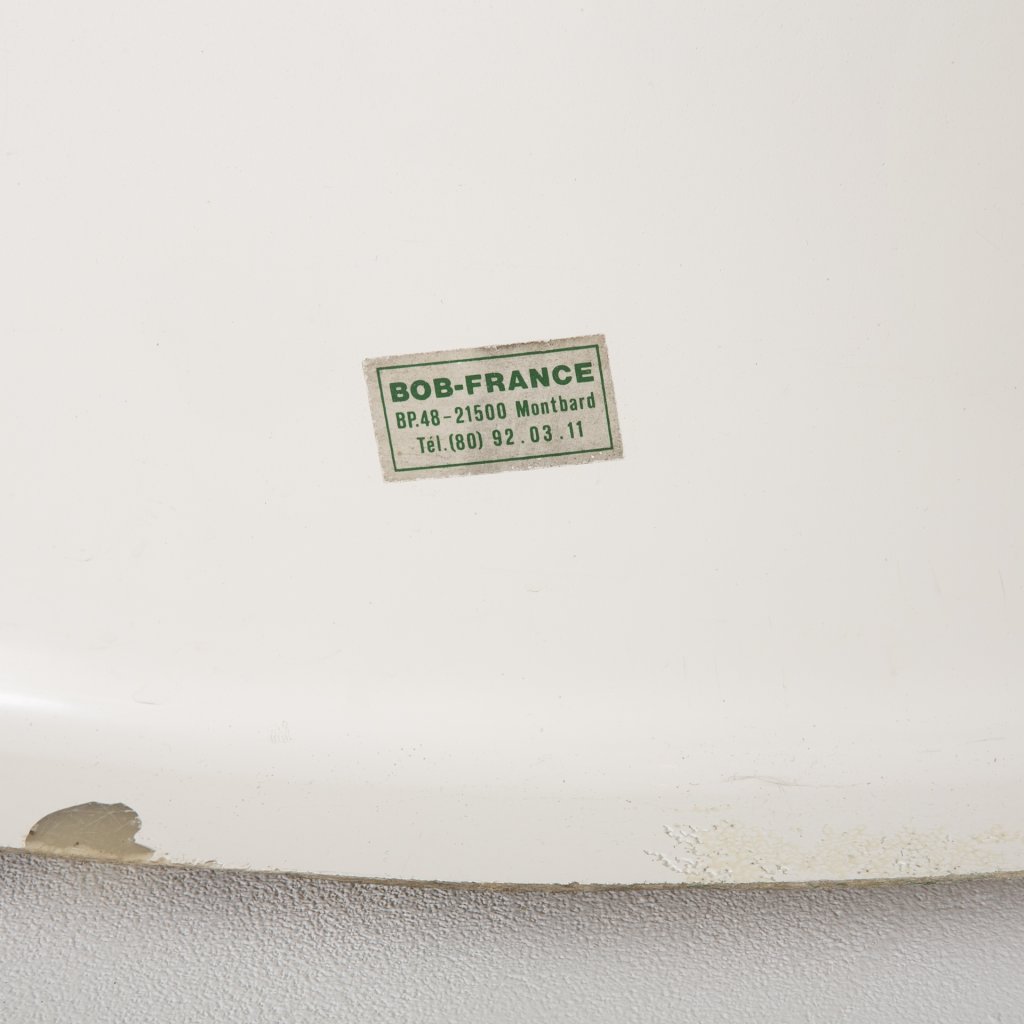 BOB-FRANCE
BP.48-21500 Montbard
Tél.(80) 92.03.11